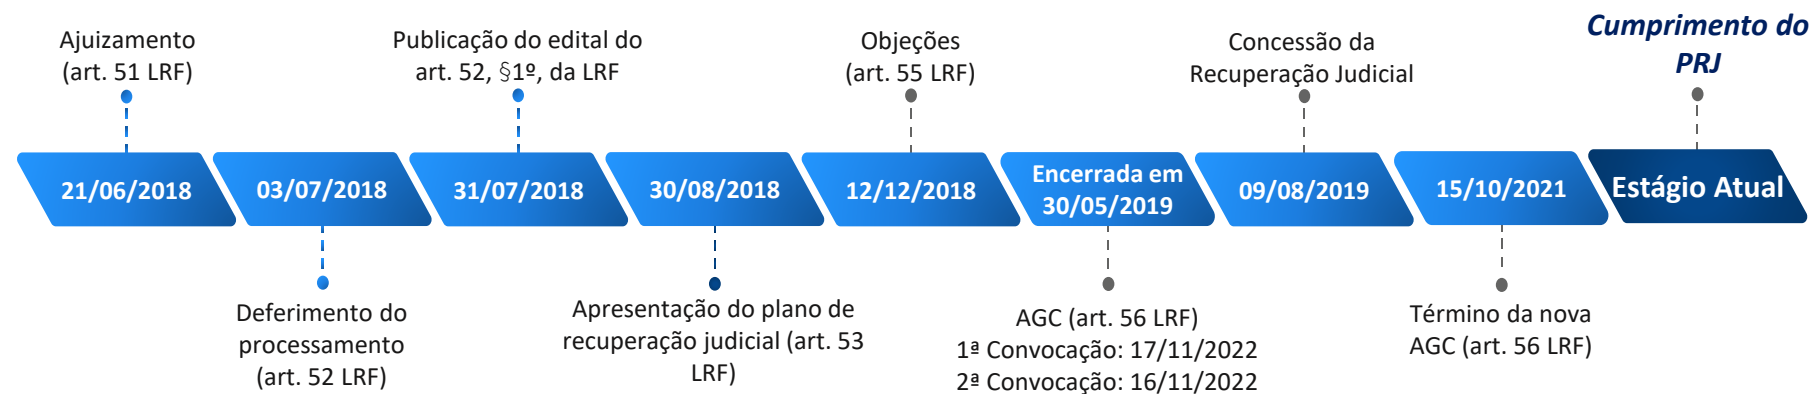 Ajuizamento
(art. 51 LRF)
Publicação do edital do
art. 52, §1º, da LRF
Objeções
(art. 55 LRF)
Concessão da
Recuperação Judicial
Cumprimento do
PRJ
21/06/2018
03/07/2018
31/07/2018
30/08/2018
12/12/2018
Encerrada em
30/05/2019
09/08/2019
15/10/2021
Estágio Atual
Deferimento do
processamento
(art. 52 LRF)
Apresentação do plano de
recuperação judicial (art. 53
LRF)
AGC (art. 56 LRF)
1ª Convocação: 17/11/2022
2ª Convocação: 16/11/2022
Término da nova
AGC (art. 56 LRF)